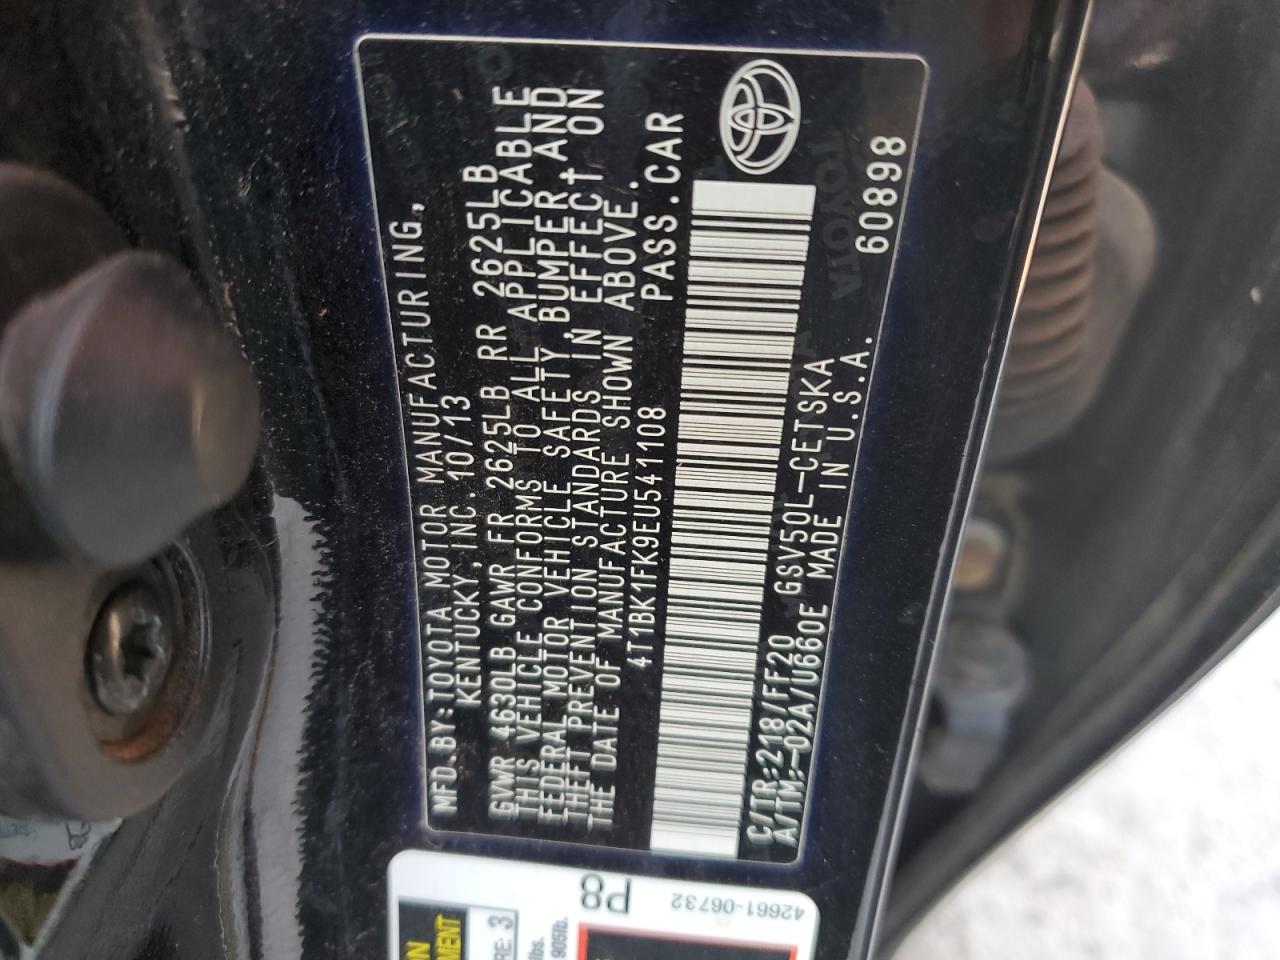 MFD.BY:TOYOTA MOTOR MANUFACTURING,
KENTUCKY,INC. 10/13
GVWR 4630LB GAWR FR 2625LB RR 2625LB
THIS VEHICLE CONFORMS TO ALL APPLICABLE
FEDERAL MOTOR VEHICLE SAFETY, BUMPER, AND
THEFT PREVENTION STANDARDS IN EFFECT ON
THE DATE OF MANUFACTURE SHOWN ABOVE.
4T1BK1FK9EU541108 PASS.CAR
C/TR:218/FF20 GSV50L-CETSKA
A/TM:-02A/U660E MADE IN U.S.A. 60898
TOYOTA
P8
42661-06732